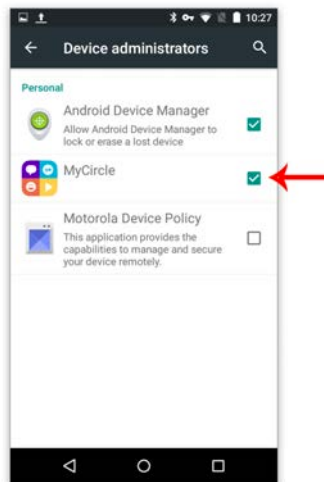 10:27
Device administrators
Personal
Android Device Manager
Allow Android Device Manager to
lock or erase a lost device
MyCircle
Motorola Device Policy
This application provides the
capabilities to manage and secure
your device remotely.